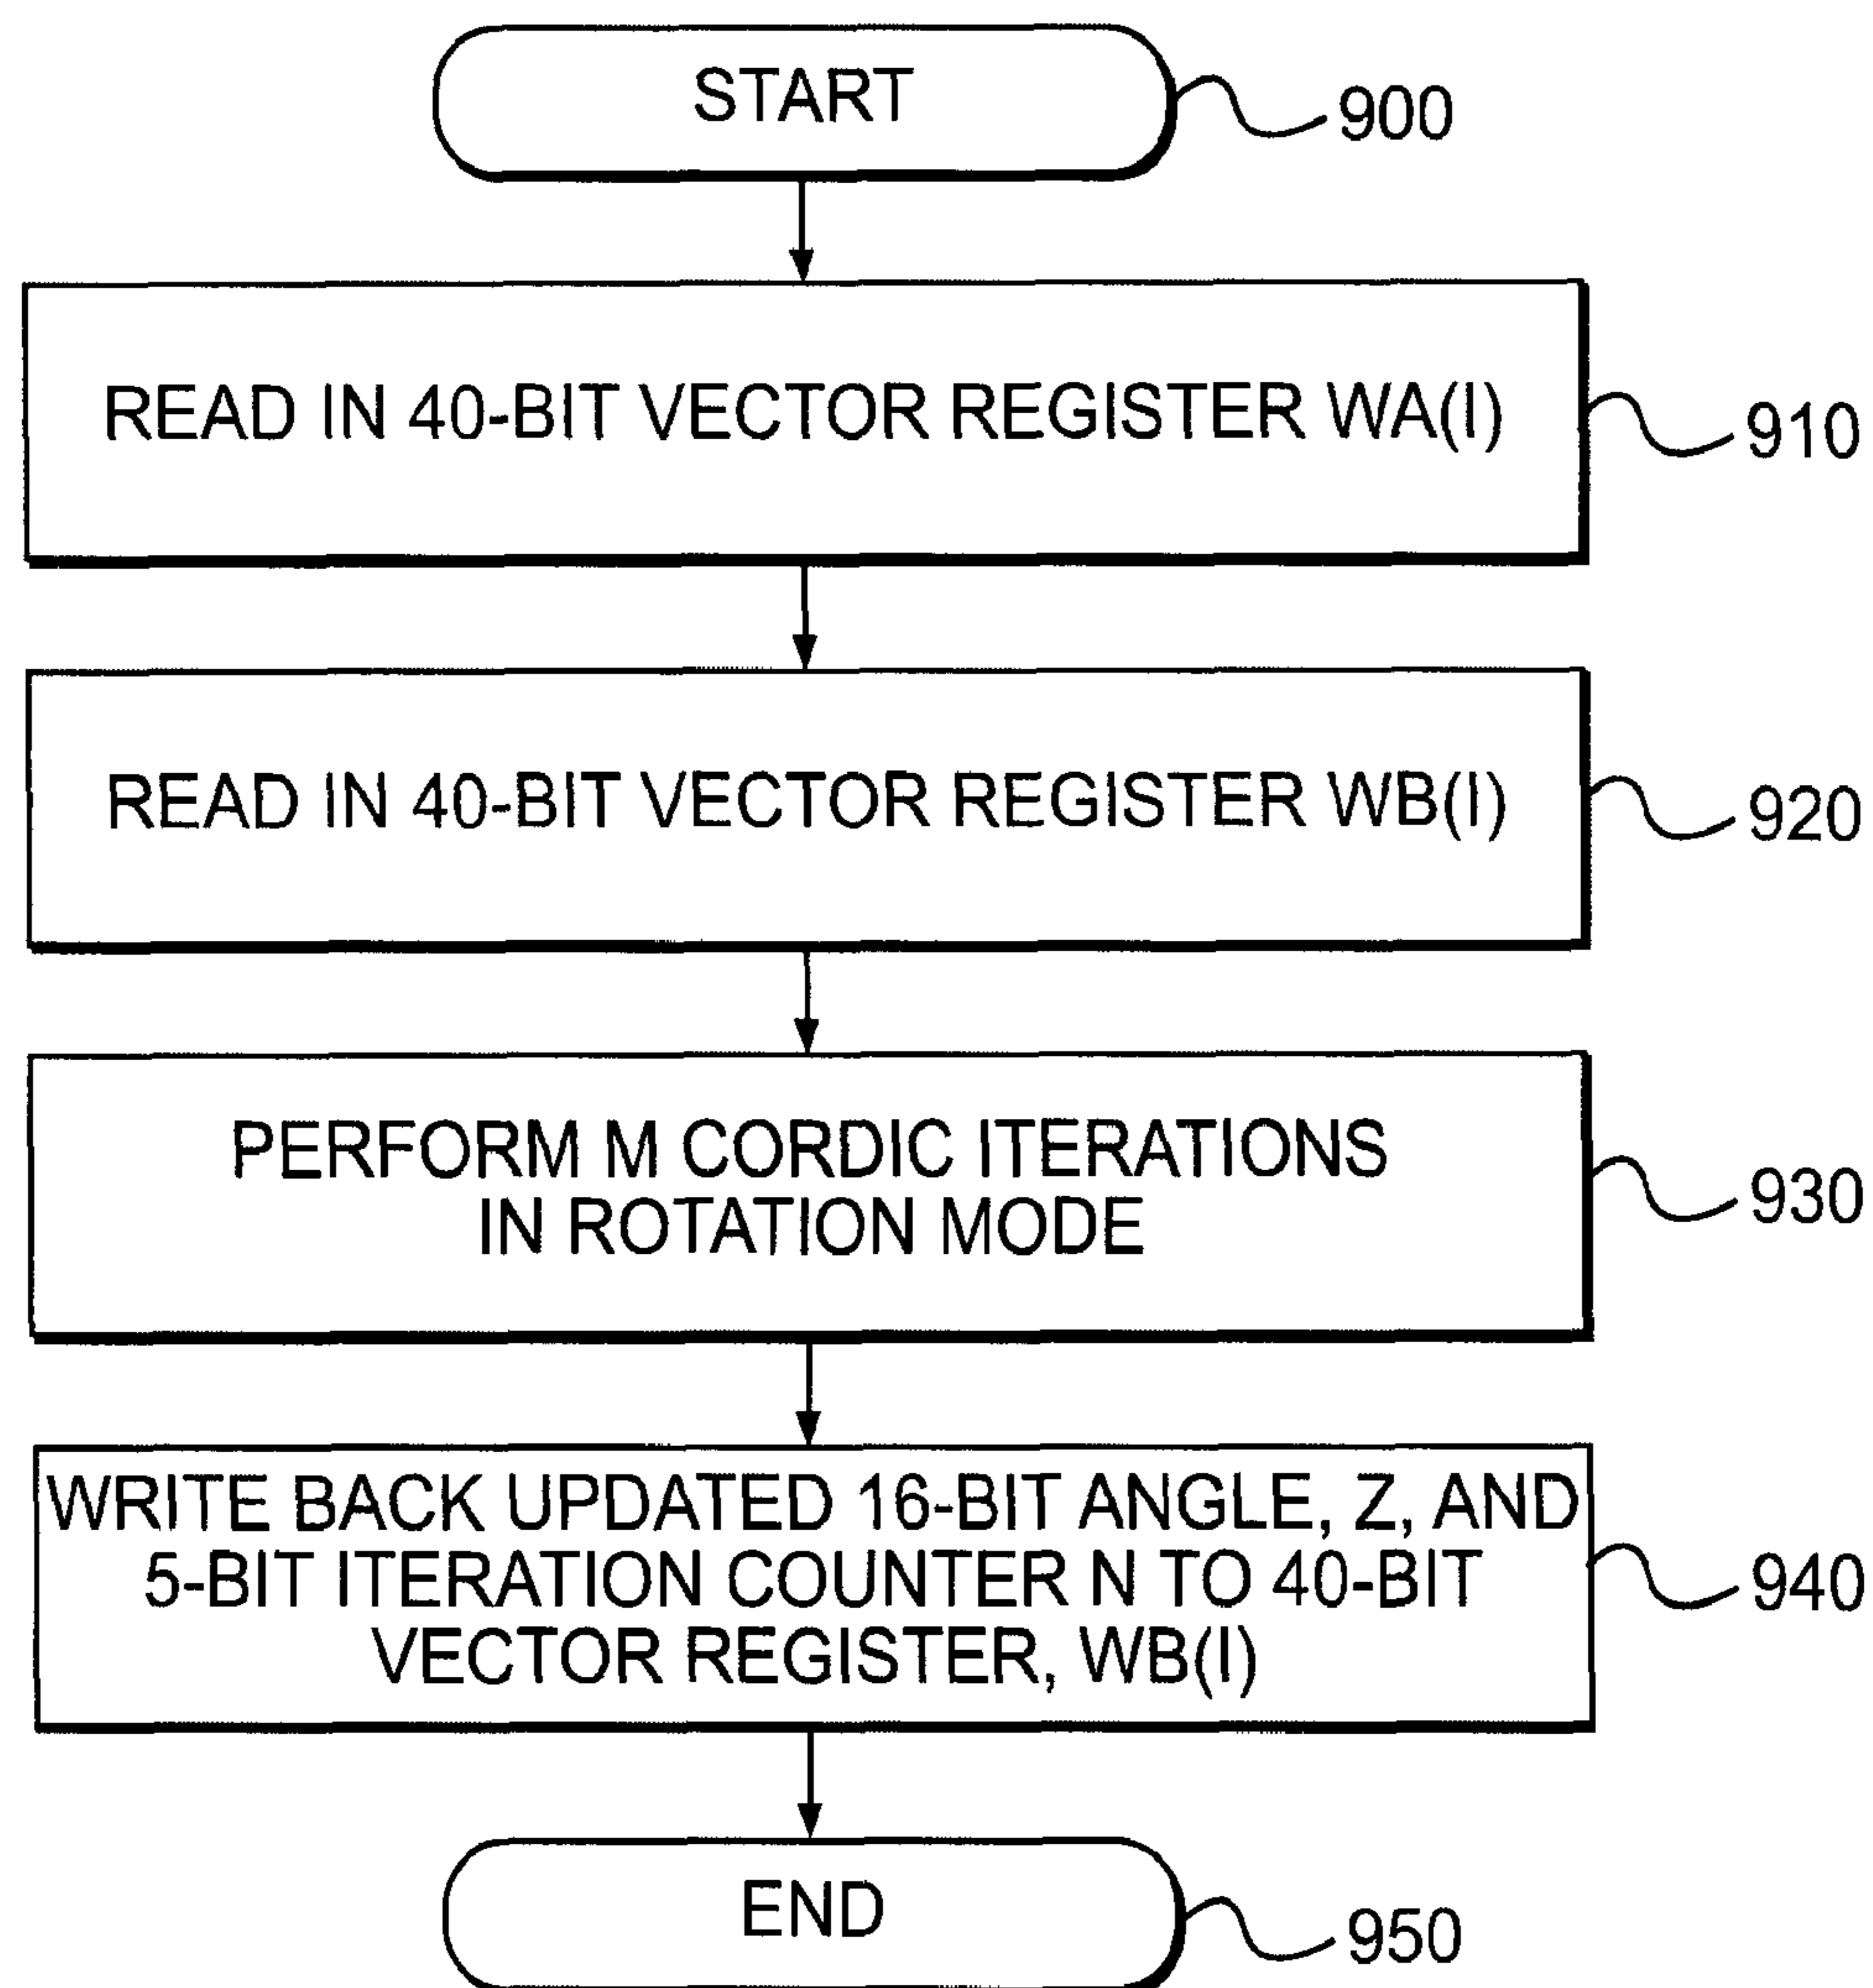 START
900
READ IN 40-BIT VECTOR REGISTER WA(I)
910
READ IN 40-BIT VECTOR REGISTER WB(I)
920
PERFORM M CORDIC ITERATIONS
IN ROTATION MODE
930
WRITE BACK UPDATED 16-BIT ANGLE, Z, AND
5-BIT ITERATION COUNTER N TO 40-BIT
VECTOR REGISTER, WB(I)
940
END
950